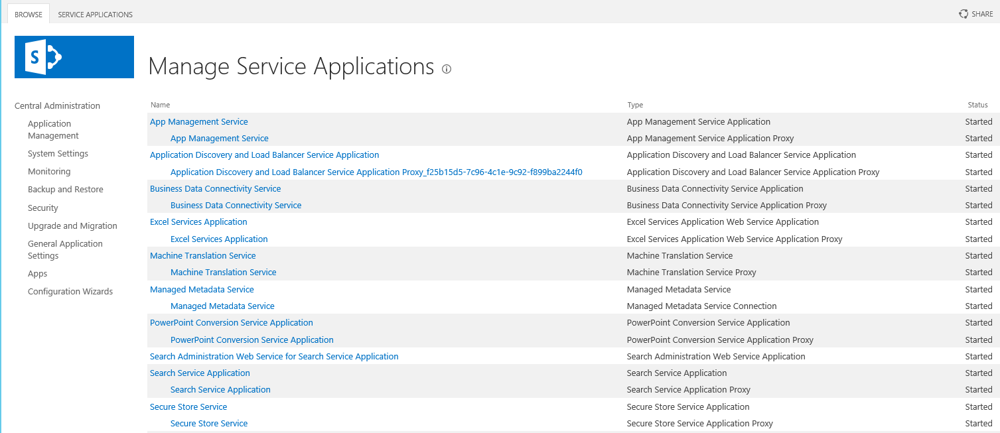 BROWSE SERVICE APPLICATIONS SHARE
S
Manage Service Applications
Central Administration
Application
Management
System Settings
Monitoring
Backup and Restore
Security
Upgrade and Migration
General Application
Settings
Apps
Configuration Wizards
Name Type Status
App Management Service App Management Service Application Started
App Management Service App Management Service Application Proxy Started
Application Discovery and Load Balancer Service Application Application Discovery and Load Balancer Service Application Started
Application Discovery and Load Balancer Service Application Proxy_f25b15d5-7c96-4c1e-9c92-f899ba2244f0 Application Discovery and Load Balancer Service Application Proxy Started
Business Data Connectivity Service Business Data Connectivity Service Application Started
Business Data Connectivity Service Business Data Connectivity Service Application Proxy Started
Excel Services Application Excel Services Application Web Service Application Started
Excel Services Application Excel Services Application Web Service Application Proxy Started
Machine Translation Service Machine Translation Service Started
Machine Translation Service Machine Translation Service Proxy Started
Managed Metadata Service Managed Metadata Service Started
Managed Metadata Service Managed Metadata Service Connection Started
PowerPoint Conversion Service Application PowerPoint Conversion Service Application Started
PowerPoint Conversion Service Application PowerPoint Conversion Service Application Proxy Started
Search Administration Web Service for Search Service Application Search Administration Web Service Application Started
Search Service Application Search Service Application Started
Search Service Application Search Service Application Proxy Started
Secure Store Service Secure Store Service Application Started
Secure Store Service Secure Store Service Application Proxy Started